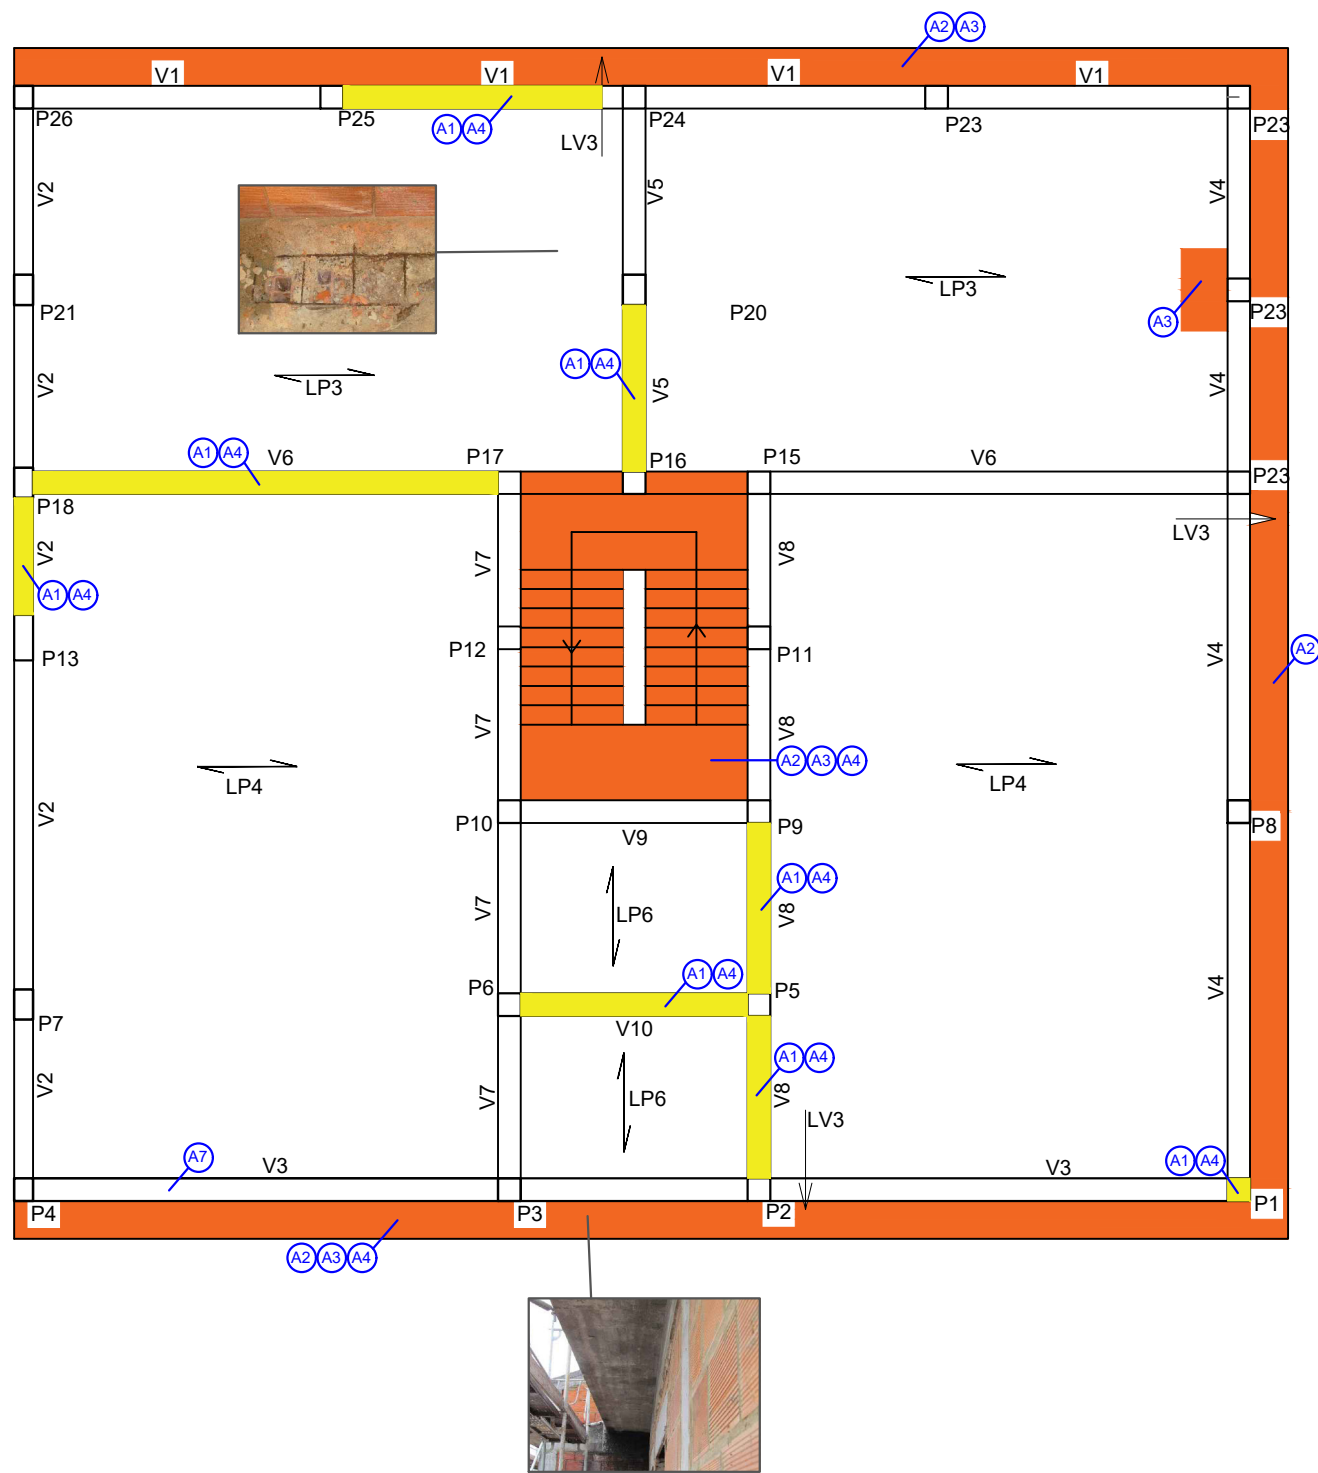 A2 A3
V1 V1 V1 V1
P26 P25 P24 P23 P23
A1 A4
LV3
V2 V5 V4
LP3
P21 P20 P23
A3
A1 A4
LP3
V2 V5 V4
A1 A4 V6 P17 P16 P15 V6 P23
P18
LV3
V2 V7 V8
A1 A4
P13 P12 P11 V4 A2
V7 V8
A2 A3 A4
LP4 LP4
V2
P10 V9 P9 P8
A1 A4
V7 LP6 V8
A1 A4
P6 P5 V4
P7 V10
A1 A4
V2 V7 LP6 V8
LV3
A7 V3 V3 A1 A4
P4 P3 P2 P1
A2 A3 A4